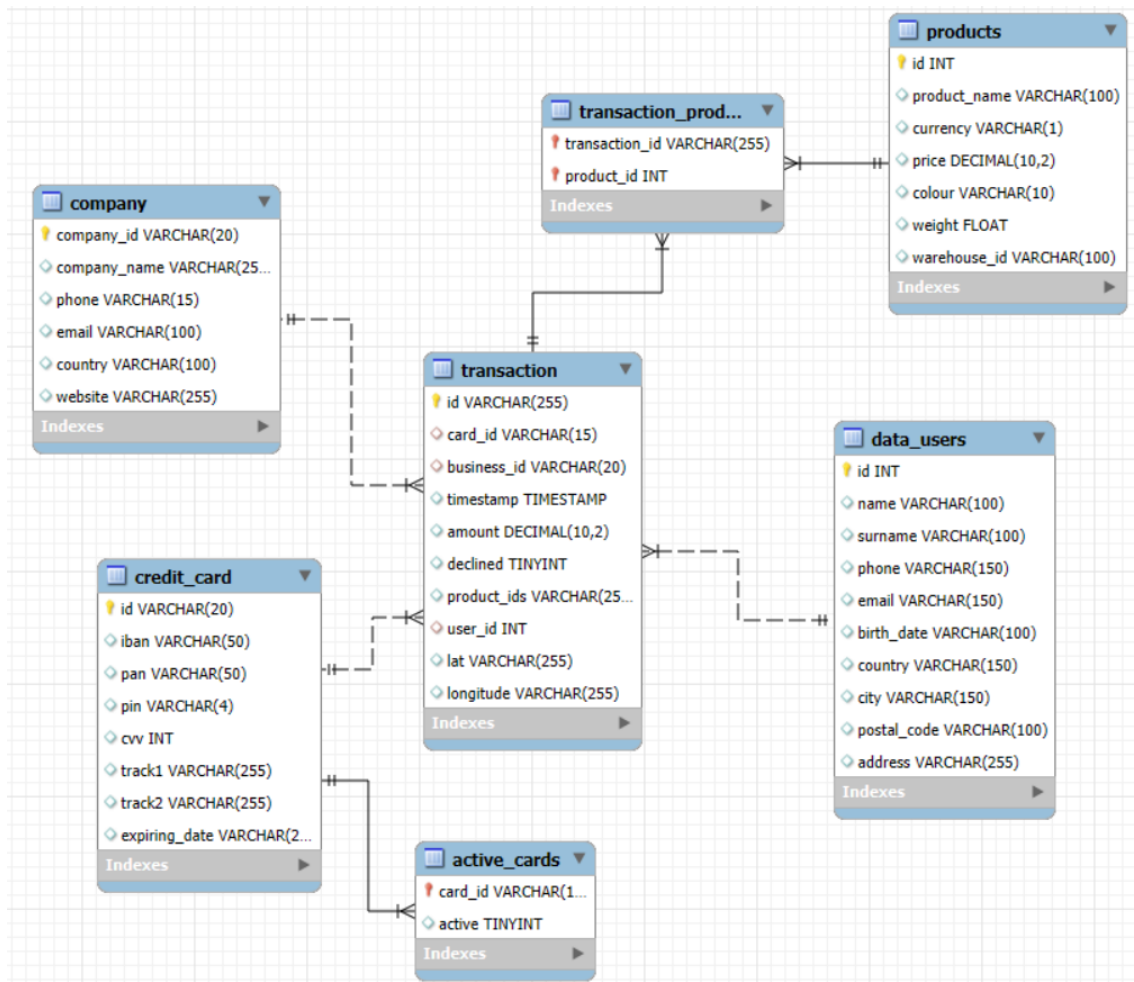 products
id INT
product_name VARCHAR(100)
currency VARCHAR(1)
price DECIMAL(10,2)
colour VARCHAR(10)
weight FLOAT
warehouse_id VARCHAR(100)
Indexes
transaction_prod...
transaction_id VARCHAR(255)
product_id INT
Indexes
company
company_id VARCHAR(20)
company_name VARCHAR(25...
phone VARCHAR(15)
email VARCHAR(100)
country VARCHAR(100)
website VARCHAR(255)
Indexes
transaction
id VARCHAR(255)
card_id VARCHAR(15)
business_id VARCHAR(20)
timestamp TIMESTAMP
amount DECIMAL(10,2)
declined TINYINT
product_ids VARCHAR(25...
user_id INT
lat VARCHAR(255)
longitude VARCHAR(255)
Indexes
data_users
id INT
name VARCHAR(100)
surname VARCHAR(100)
phone VARCHAR(150)
email VARCHAR(150)
birth_date VARCHAR(100)
country VARCHAR(150)
city VARCHAR(150)
postal_code VARCHAR(100)
address VARCHAR(255)
Indexes
credit_card
id VARCHAR(20)
iban VARCHAR(50)
pan VARCHAR(50)
pin VARCHAR(4)
cvv INT
track1 VARCHAR(255)
track2 VARCHAR(255)
expiring_date VARCHAR(2...
Indexes
active_cards
card_id VARCHAR(1...
active TINYINT
Indexes